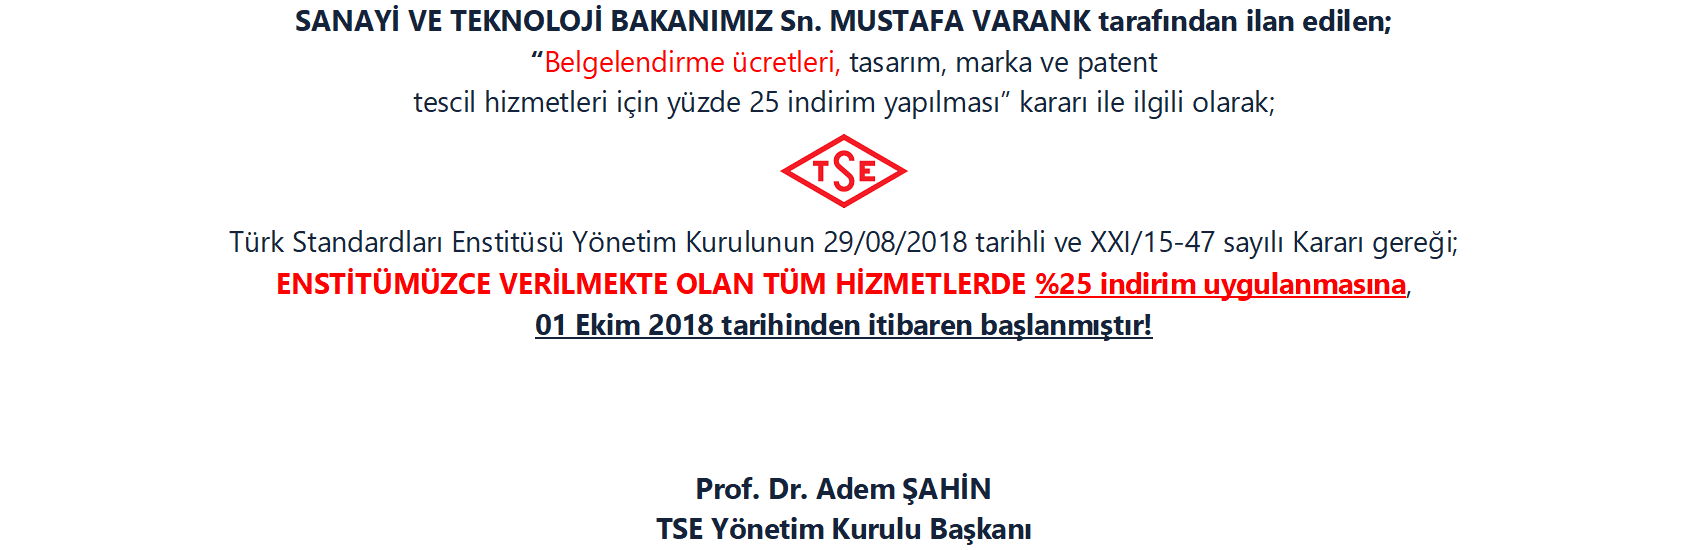 SANAYİ VE TEKNOLOJİ BAKANIMIZ Sn. MUSTAFA VARANK tarafından ilan edilen;
“Belgelendirme ücretleri, tasarım, marka ve patent
tescil hizmetleri için yüzde 25 indirim yapılması” kararı ile ilgili olarak;
TSE
Türk Standardları Enstitüsü Yönetim Kurulunun 29/08/2018 tarihli ve XXI/15-47 sayılı Kararı gereği;
ENSTİTÜMÜZCE VERİLMEKTE OLAN TÜM HİZMETLERDE %25 indirim uygulanmasına,
01 Ekim 2018 tarihinden itibaren başlanmıştır!
Prof. Dr. Adem ŞAHİN
TSE Yönetim Kurulu Başkanı